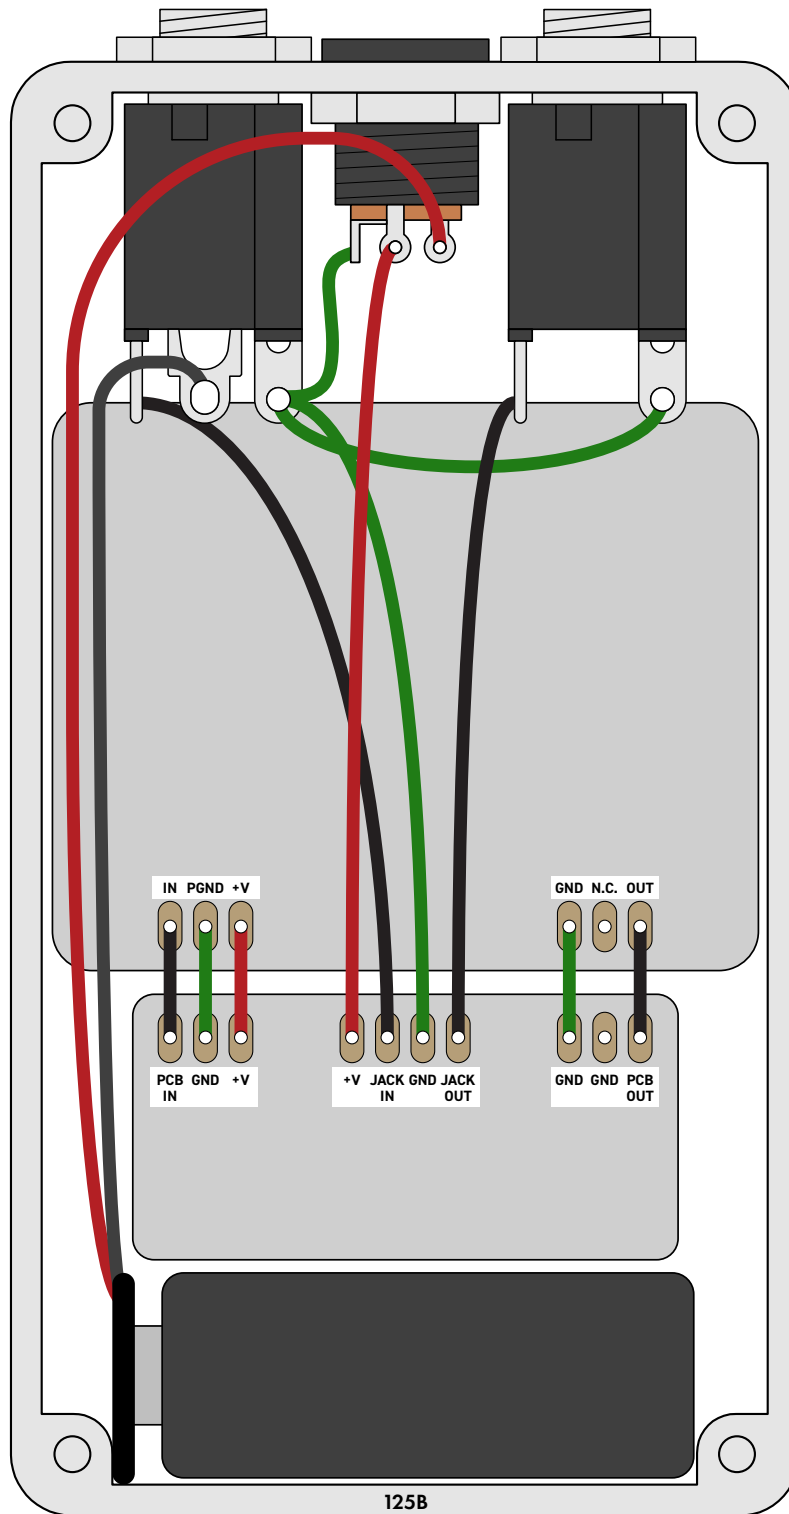 IN PGND +V
GND N.C. OUT
PCB IN GND +V
+V JACK IN GND JACK OUT
GND GND PCB OUT
125B